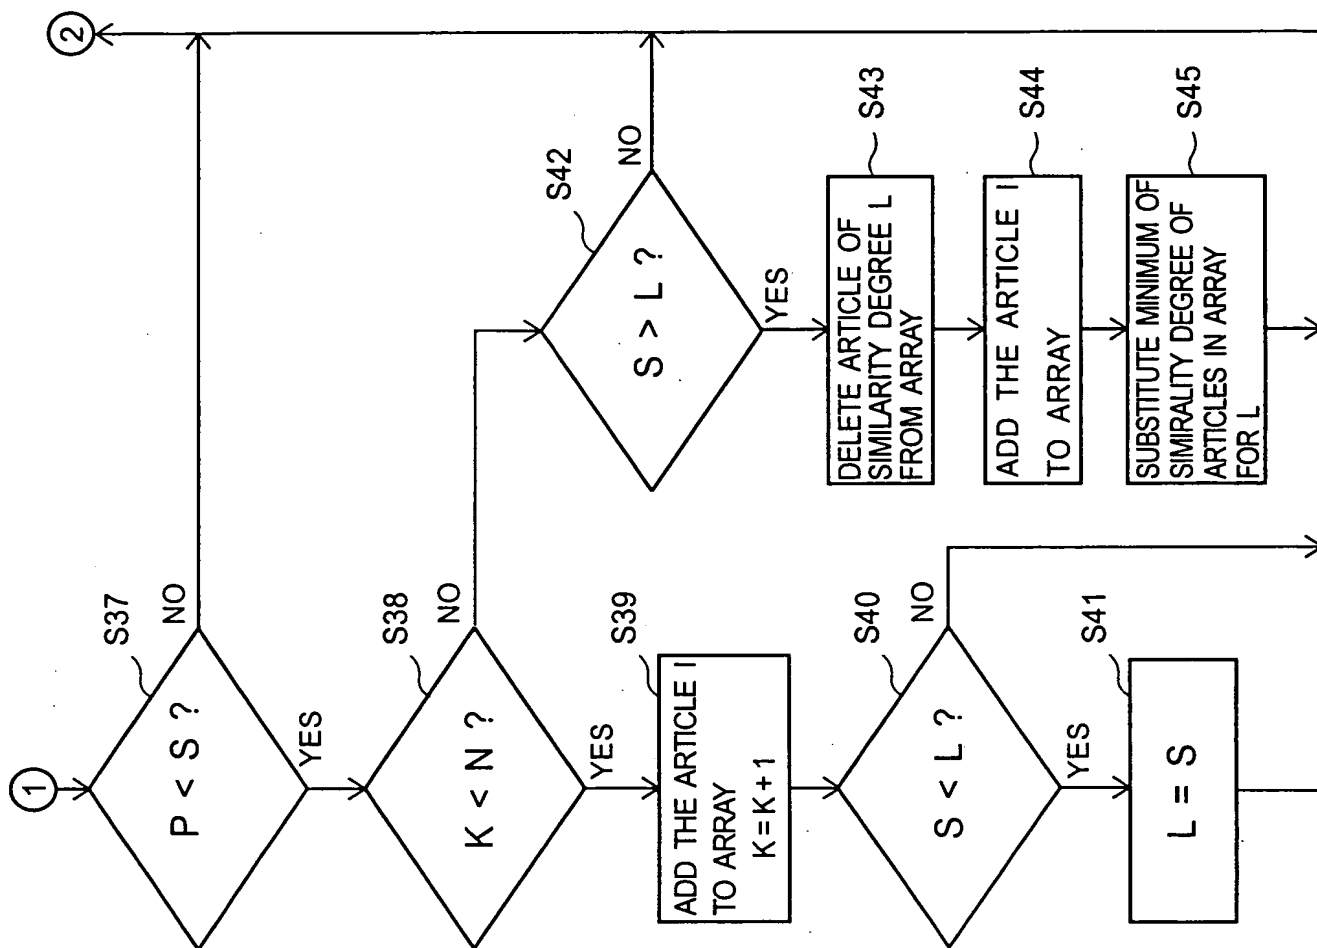 1
P < S ?
S37
NO
YES
K < N ?
S38
NO
YES
ADD THE ARTICLE I
TO ARRAY
K = K + 1
S39
S < L ?
S40
NO
YES
L = S
S41
S > L ?
S42
NO
YES
DELETE ARTICLE OF
SIMILARITY DEGREE L
FROM ARRAY
S43
ADD THE ARTICLE I
TO ARRAY
S44
SUBSTITUTE MINIMUM OF
SIMIRALITY DEGREE OF
ARTICLES IN ARRAY
FOR L
S45
2